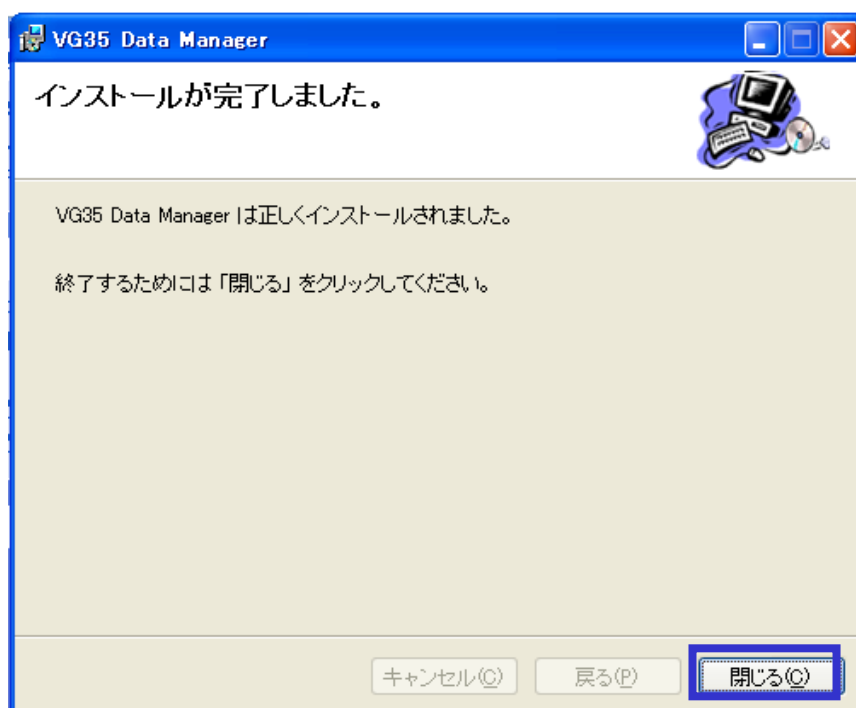 VG35 Data Manager
インストールが完了しました。
VG35 Data Manager は正しくインストールされました。
終了するためには「閉じる」をクリックしてください。
キャンセル(C) 戻る(P) 閉じる(C)